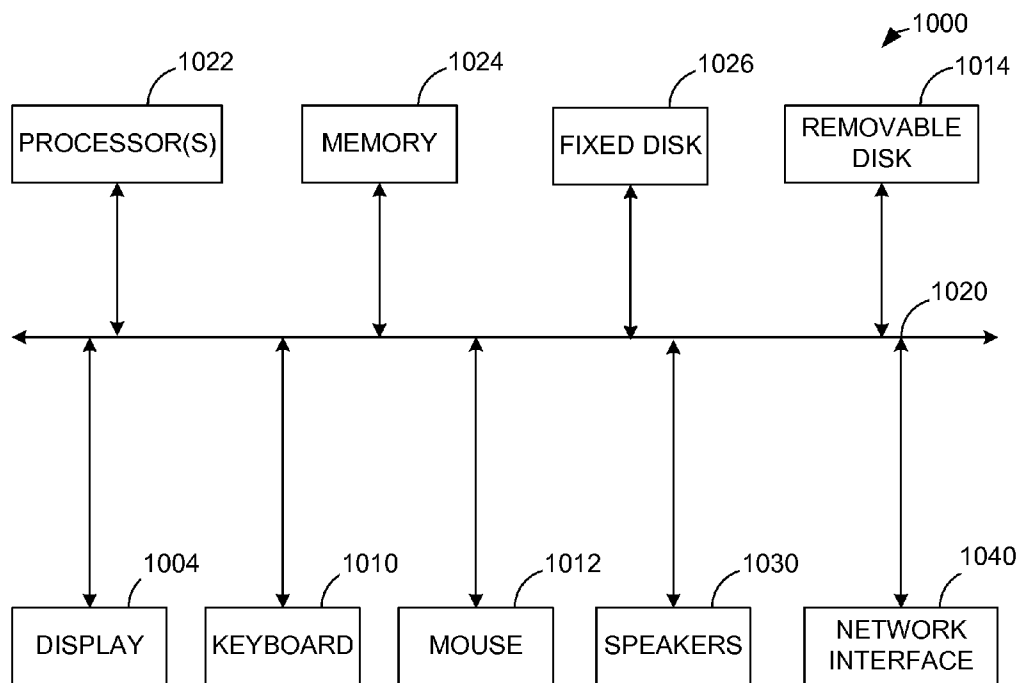 1000
1022
1024
1026
1014
PROCESSOR(S)
MEMORY
FIXED DISK
REMOVABLE
DISK
1020
1004
1010
1012
1030
1040
DISPLAY
KEYBOARD
MOUSE
SPEAKERS
NETWORK
INTERFACE